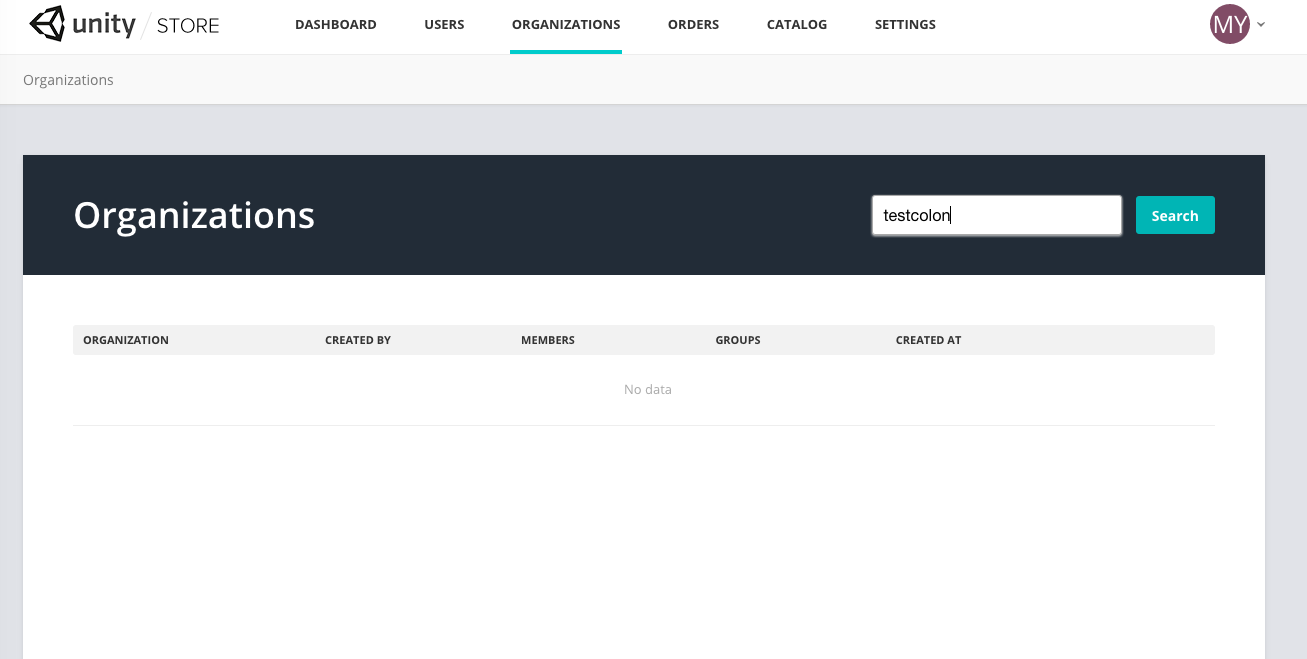 unity / STORE DASHBOARD USERS ORGANIZATIONS ORDERS CATALOG SETTINGS MY
Organizations
Organizations testcolon Search
ORGANIZATION CREATED BY MEMBERS GROUPS CREATED AT
No data